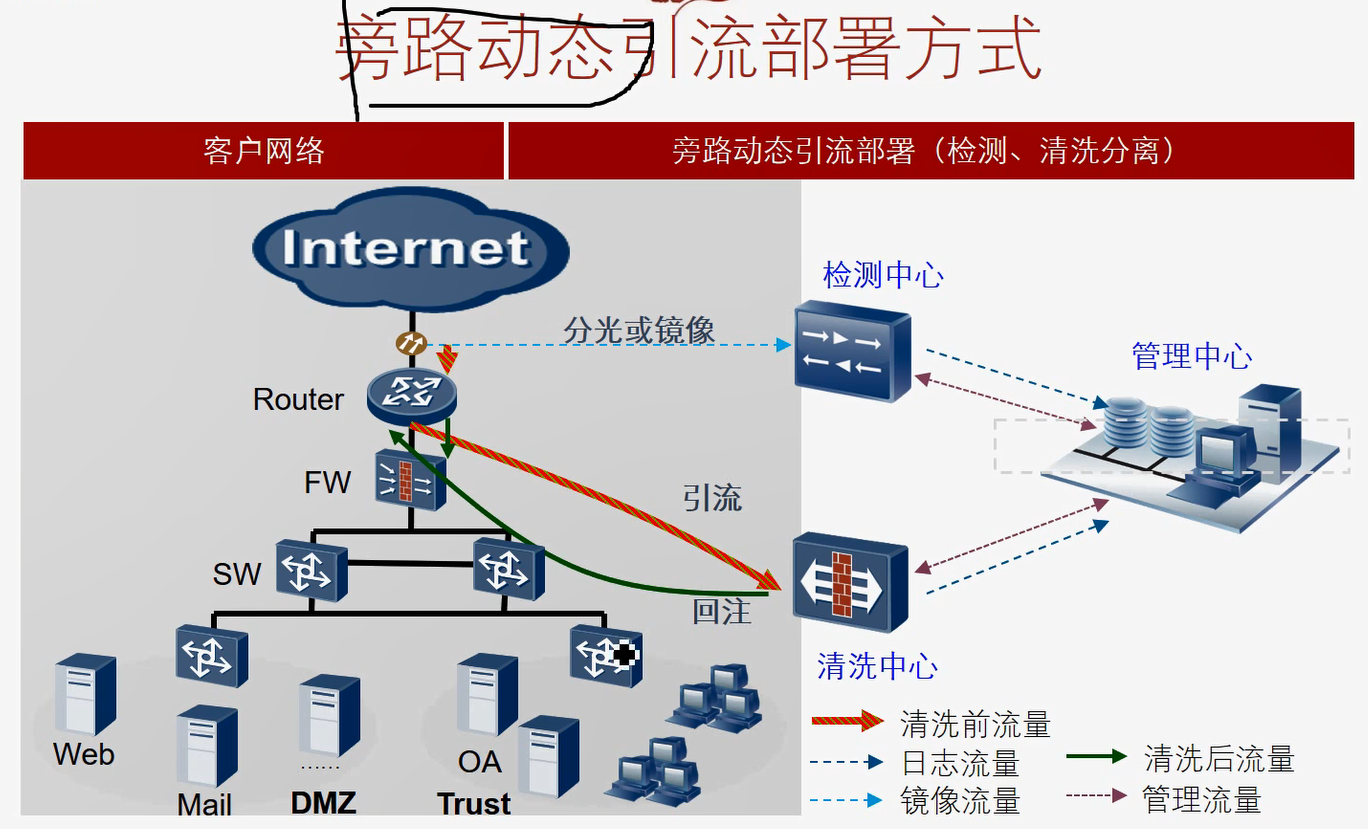 旁路动态引流部署方式
客户网络
旁路动态引流部署（检测、清洗分离）
Internet
检测中心
分光或镜像
管理中心
Router
FW
引流
SW
回注
清洗中心
Web
Mail
......
DMZ
OA
Trust
清洗前流量
日志流量
清洗后流量
镜像流量
管理流量